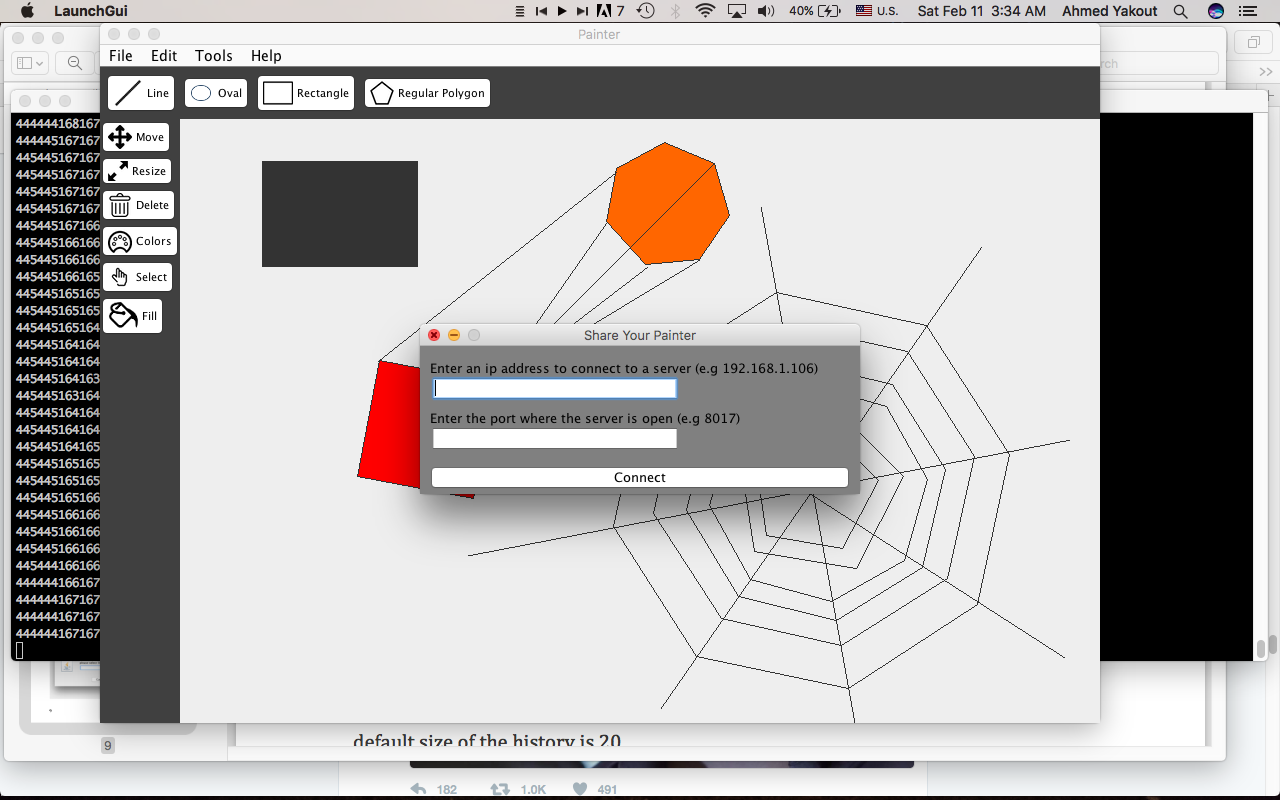 LaunchGui 7 40% U.S. Sat Feb 11 3:34 AM Ahmed Yakout
Painter
File Edit Tools Help
Line Oval Rectangle Regular Polygon
Move
Resize
Delete
Colors
Select
Fill
Share Your Painter
Enter an ip address to connect to a server (e.g 192.168.1.106)
Enter the port where the server is open (e.g 8017)
Connect
444444168167
444445167167
445445167167
445445167167
445445167167
445445167167
445445166167
445445166166
445445166166
445445166165
445445165165
445445165165
445445165164
445445164164
445445164164
445445164163
445445163164
445445164164
445445164164
445445164165
445445165165
445445165165
445445165166
445445166166
445445166166
445445166166
444445166166
444444166167
444444167167
444444167167
444444167167
9
default size of the history is 20
182 1.0K 491